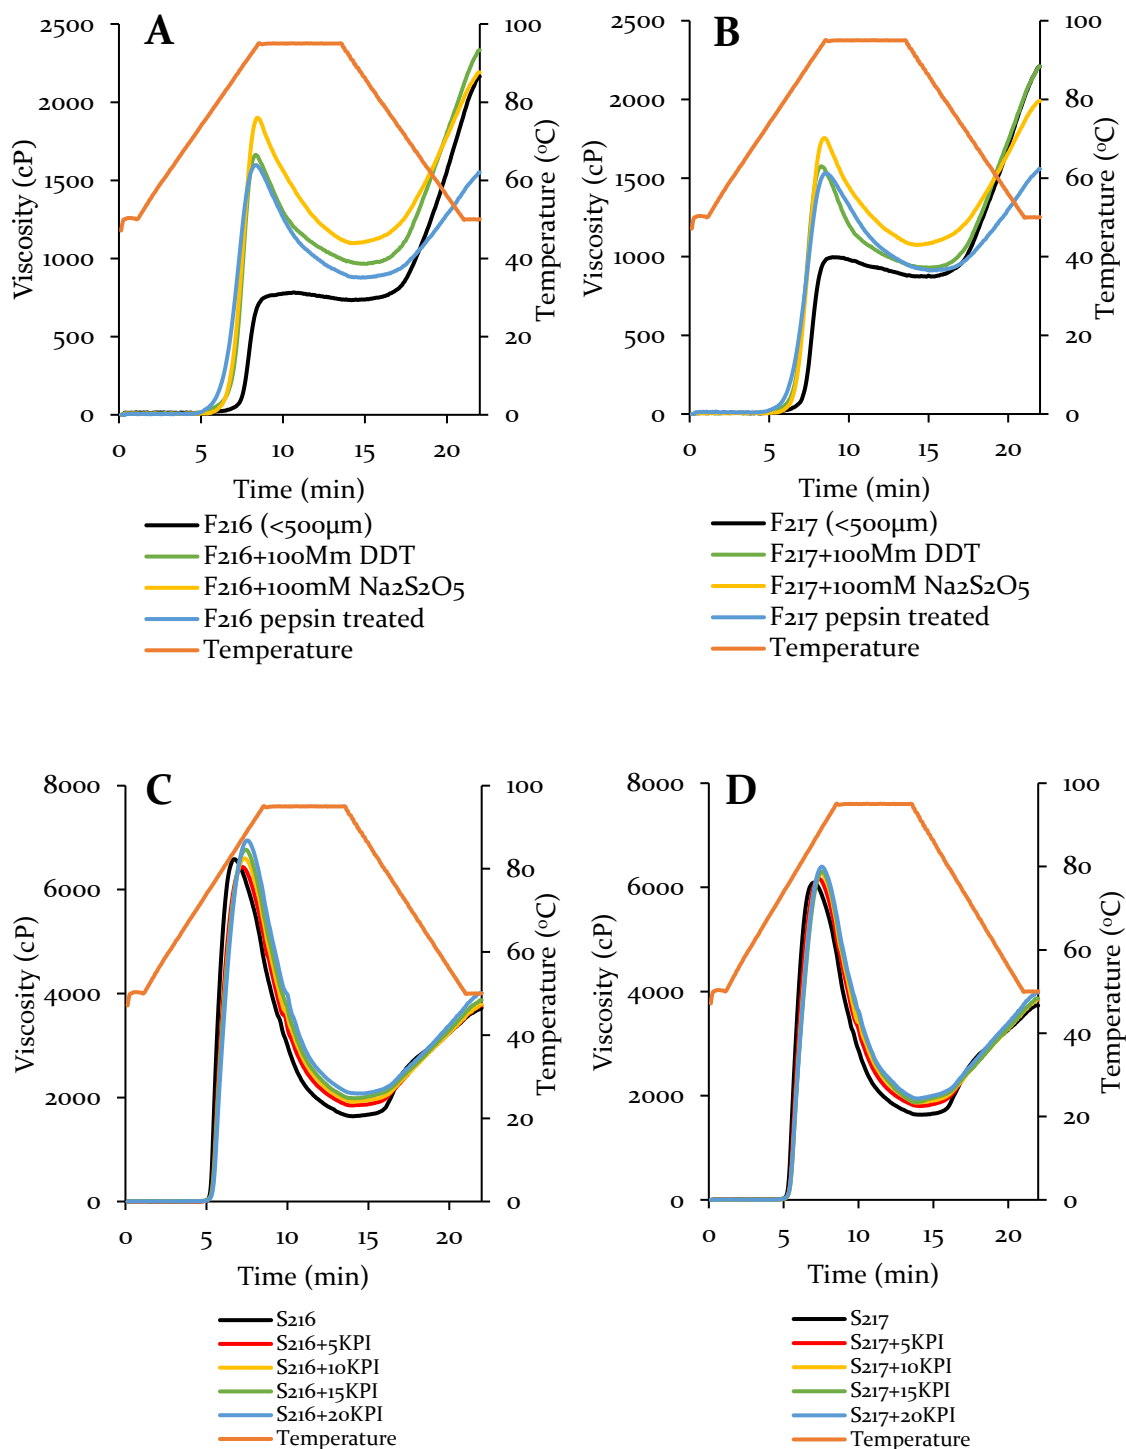 A
Viscosity (cP)
2500
2000
1500
1000
500
0
100
80
60
40
20
0
Temperature (ºC)
0 5 10 15 20
Time (min)
F216 (<500µm)
F216+100Mm DDT
F216+100mM Na2S2O5
F216 pepsin treated
Temperature
B
Viscosity (cP)
2500
2000
1500
1000
500
0
100
80
60
40
20
0
Temperature (ºC)
0 5 10 15 20
Time (min)
F217 (<500µm)
F217+100Mm DDT
F217+100mM Na2S2O5
F217 pepsin treated
Temperature
C
Viscosity (cP)
8000
6000
4000
2000
0
100
80
60
40
20
0
Temperature (ºC)
0 5 10 15 20
Time (min)
S216
S216+5KPI
S216+10KPI
S216+15KPI
S216+20KPI
Temperature
D
Viscosity (cP)
8000
6000
4000
2000
0
100
80
60
40
20
0
Temperature (ºC)
0 5 10 15 20
Time (min)
S217
S217+5KPI
S217+10KPI
S217+15KPI
S217+20KPI
Temperature